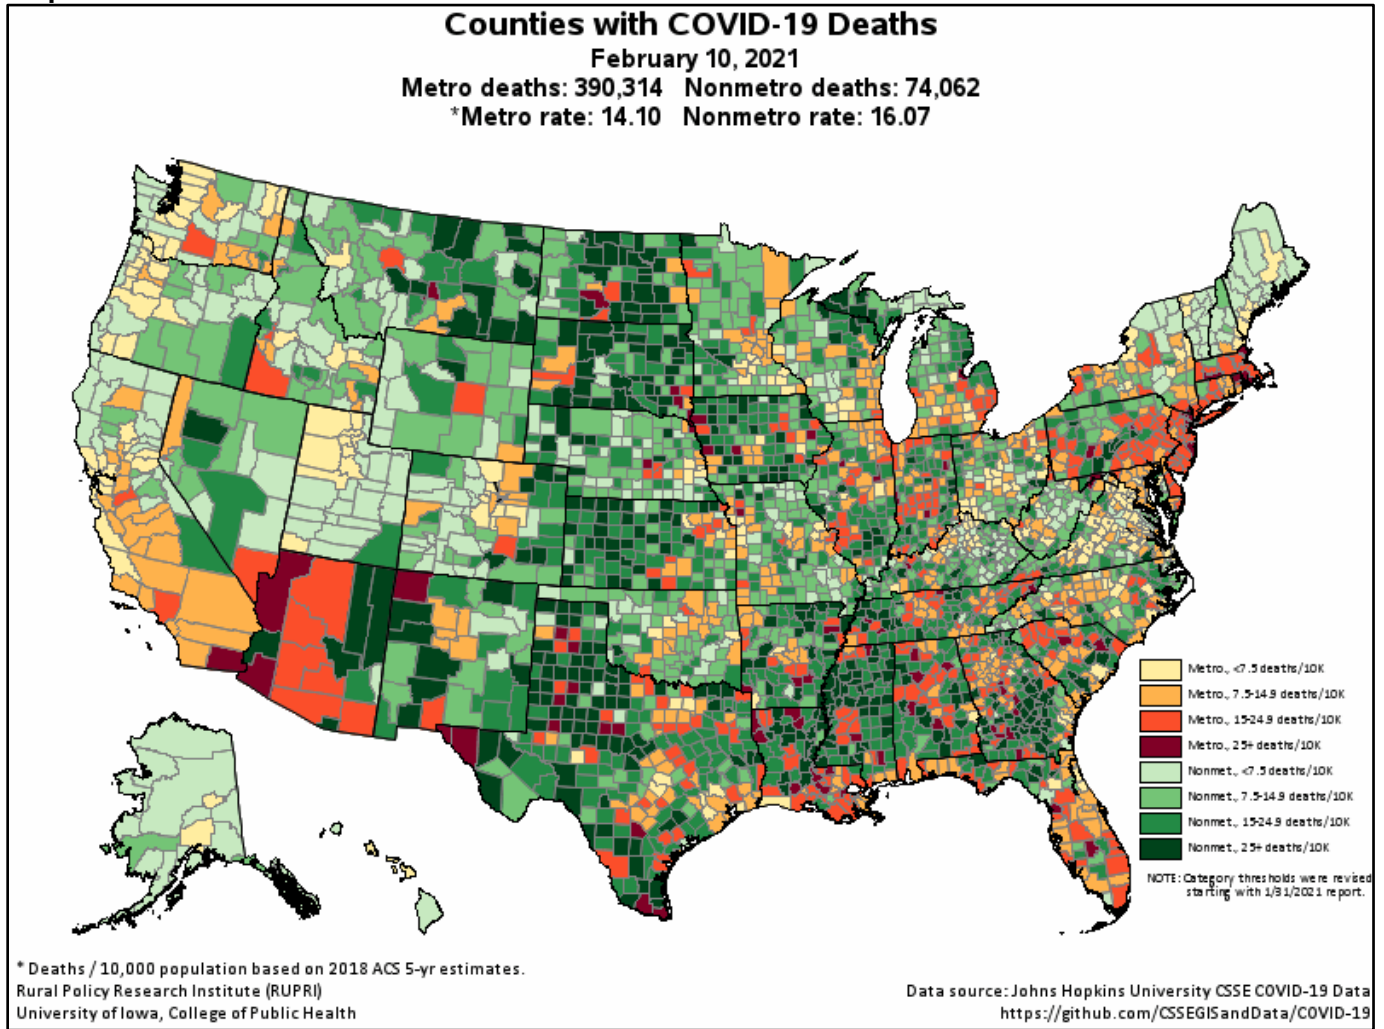 Counties with COVID-19 Deaths
February 10, 2021
Metro deaths: 390,314 Nonmetro deaths: 74,062
*Metro rate: 14.10 Nonmetro rate: 16.07
Metro., <7.5 deaths/10K
Metro., 7.5-14.9 deaths/10K
Metro., 15-24.9 deaths/10K
Metro., 25+ deaths/10K
Nonmet., <7.5 deaths/10K
Nonmet., 7.5-14.9 deaths/10K
Nonmet., 15-24.9 deaths/10K
Nonmet., 25+ deaths/10K
NOTE: Category thresholds were revised
starting with 1/31/2021 report.
* Deaths / 10,000 population based on 2018 ACS 5-yr estimates.
Rural Policy Research Institute (RUPRI)
University of Iowa, College of Public Health
Data source: Johns Hopkins University CSSE COVID-19 Data
https://github.com/CSSEGISandData/COVID-19